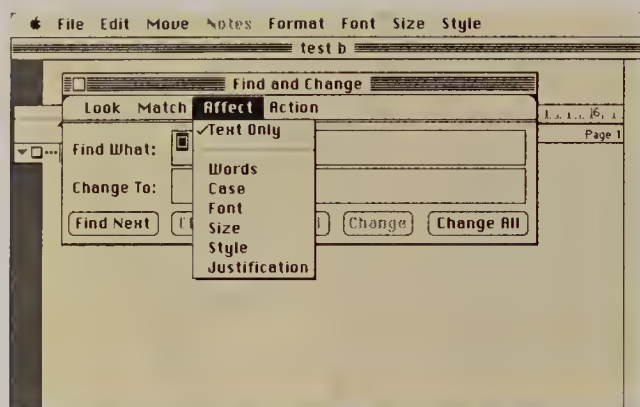 File Edit Move Notes Format Font Size Style
test b
Find and Change
Look Match Affect Action
16
Page 1
✓Text Only
Find What:
Words
Change To:
Case
Font
Find Next Change Change All
Size
Style
Justification